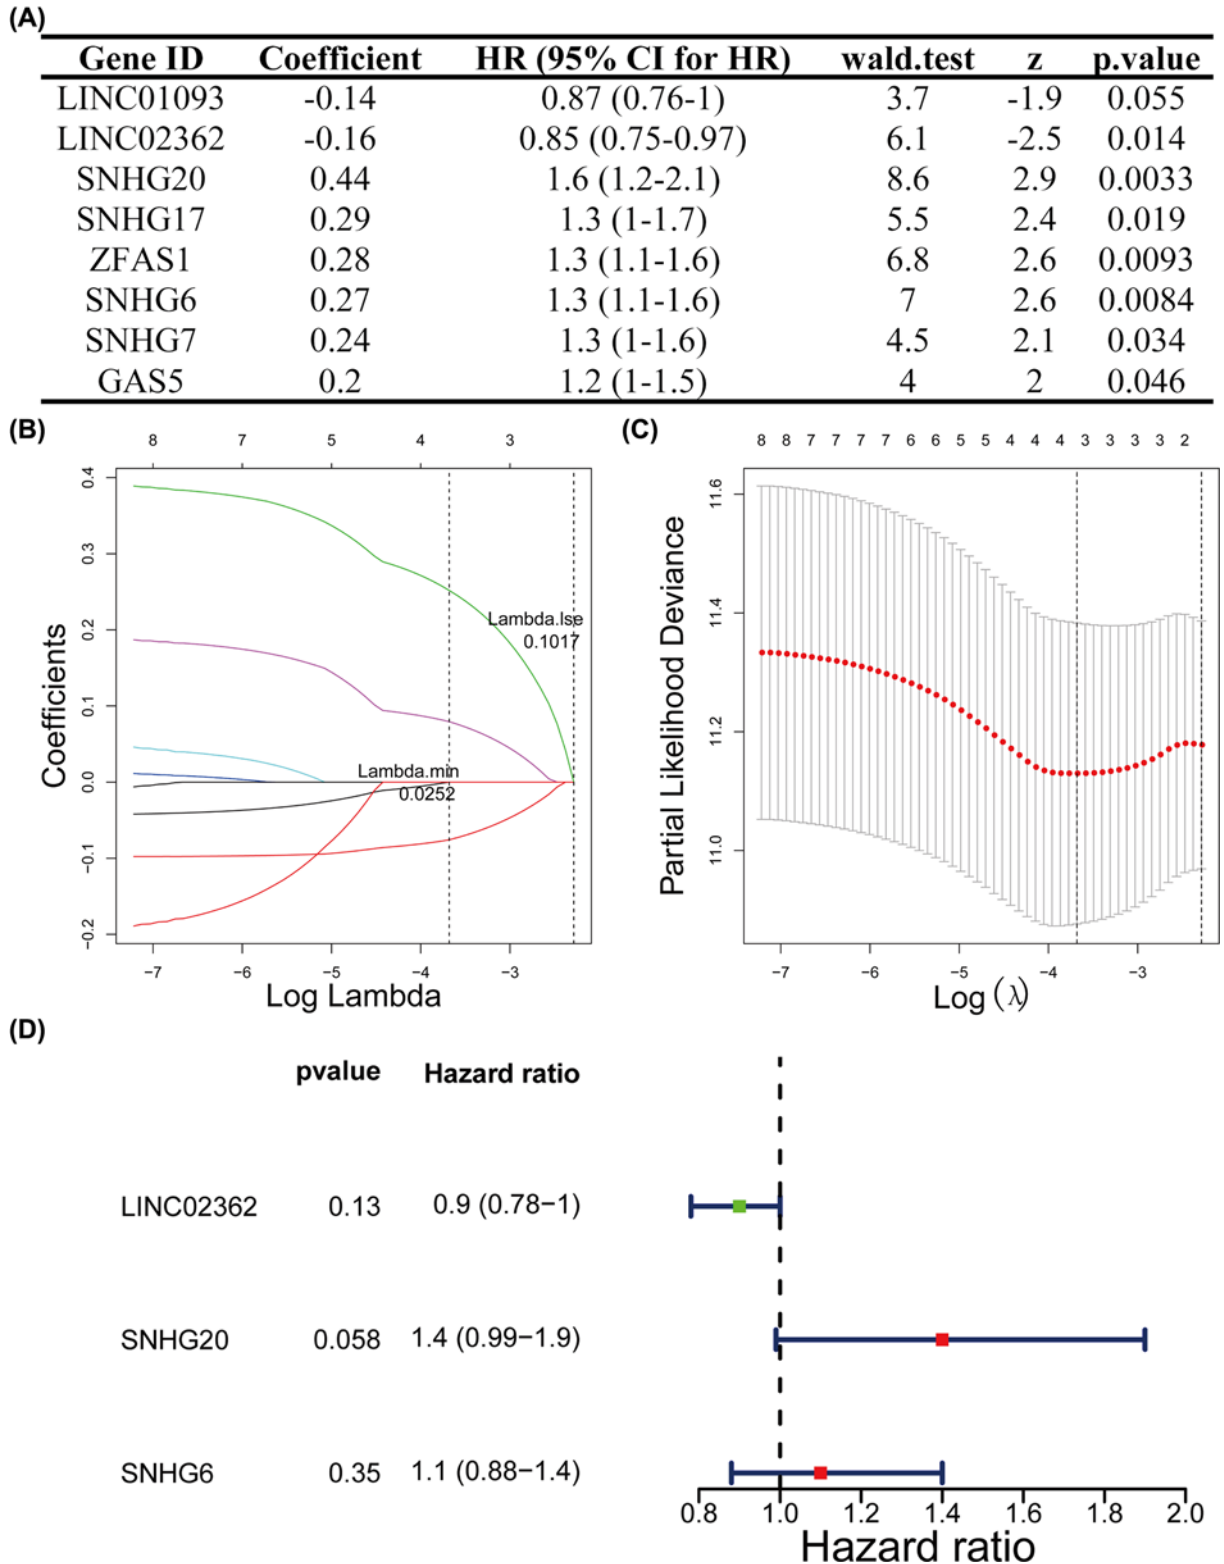 (A)
Gene ID Coefficient HR (95% CI for HR) wald.test z p.value
LINC01093 -0.14 0.87 (0.76-1) 3.7 -1.9 0.055
LINC02362 -0.16 0.85 (0.75-0.97) 6.1 -2.5 0.014
SNHG20 0.44 1.6 (1.2-2.1) 8.6 2.9 0.0033
SNHG17 0.29 1.3 (1-1.7) 5.5 2.4 0.019
ZFAS1 0.28 1.3 (1.1-1.6) 6.8 2.6 0.0093
SNHG6 0.27 1.3 (1.1-1.6) 7 2.6 0.0084
SNHG7 0.24 1.3 (1-1.6) 4.5 2.1 0.034
GAS5 0.2 1.2 (1-1.5) 4 2 0.046
(B)
8 7 5 4 3
0.4
0.3
0.2
0.1
0.0
−0.1
−0.2
Coefficients
Lambda.lse
0.1017
Lambda.min
0.0252
−7 −6 −5 −4 −3
Log Lambda
(C)
8 8 7 7 7 7 6 6 5 5 4 4 4 3 3 3 3 2
11.6
11.4
11.2
11.0
Partial Likelihood Deviance
−7 −6 −5 −4 −3
Log (λ)
(D)
pvalue Hazard ratio
LINC02362 0.13 0.9 (0.78−1)
SNHG20 0.058 1.4 (0.99−1.9)
SNHG6 0.35 1.1 (0.88−1.4)
0.8 1.0 1.2 1.4 1.6 1.8 2.0
Hazard ratio